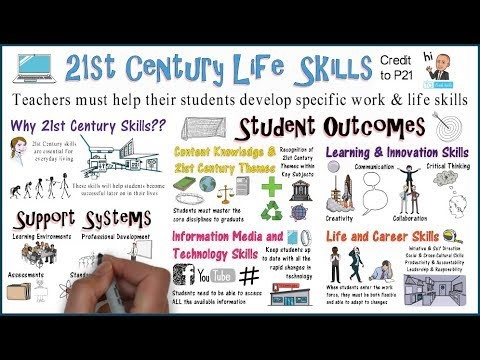 21st Century Life Skills
Credit
to P21
hi
Teachers must help their students develop specific work & life skills
Why 21st Century Skills??
21st Century skills
are essential for
everyday living
These skills will help students become
successful later on in their lives
Support Systems
Learning Environments
Professional Development
Assessments
Stand
Student Outcomes
Content Knowledge &
21st Century Themes
Recognition of
21st Century
Themes within
Key Subjects
Students must master the
core disciplines to graduate
Learning & Innovation Skills
Communication
Critical Thinking
Creativity
Collaboration
Information Media and
Technology Skills
f
YouTube
#
Keep students up
to date with all
the rapid changes
in technology
Students need to be able to access
ALL the available information
Life and Career Skills
Initiative & Self Direction
Social & Cross-Cultural Skills
Productivity & Accountability
Leadership & Responsibility
When students enter the work
force, they must be both flexible
and able to adapt to changes